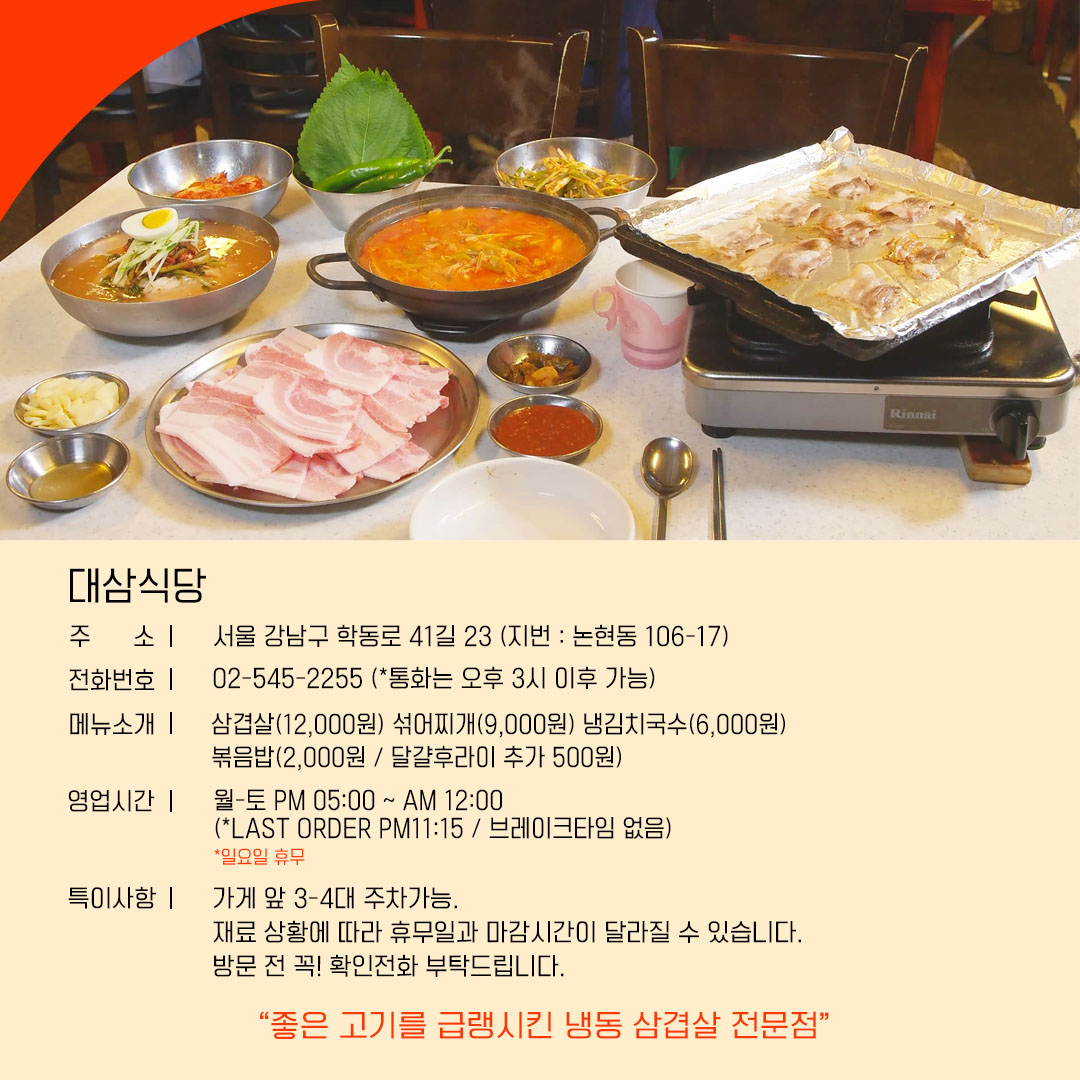 Rinnai
대삼식당
주 소 | 서울 강남구 학동로 41길 23 (지번 : 논현동 106-17)
전화번호 | 02-545-2255 (*통화는 오후 3시 이후 가능)
메뉴소개 | 삼겹살(12,000원) 섞어찌개(9,000원) 냉김치국수(6,000원)
볶음밥(2,000원 / 달걀후라이 추가 500원)
영업시간 | 월-토 PM 05:00 ~ AM 12:00
(*LAST ORDER PM11:15 / 브레이크타임 없음)
*일요일 휴무
특이사항 | 가게 앞 3-4대 주차가능.
재료 상황에 따라 휴무일과 마감시간이 달라질 수 있습니다.
방문 전 꼭! 확인전화 부탁드립니다.
“좋은 고기를 급랭시킨 냉동 삼겹살 전문점”